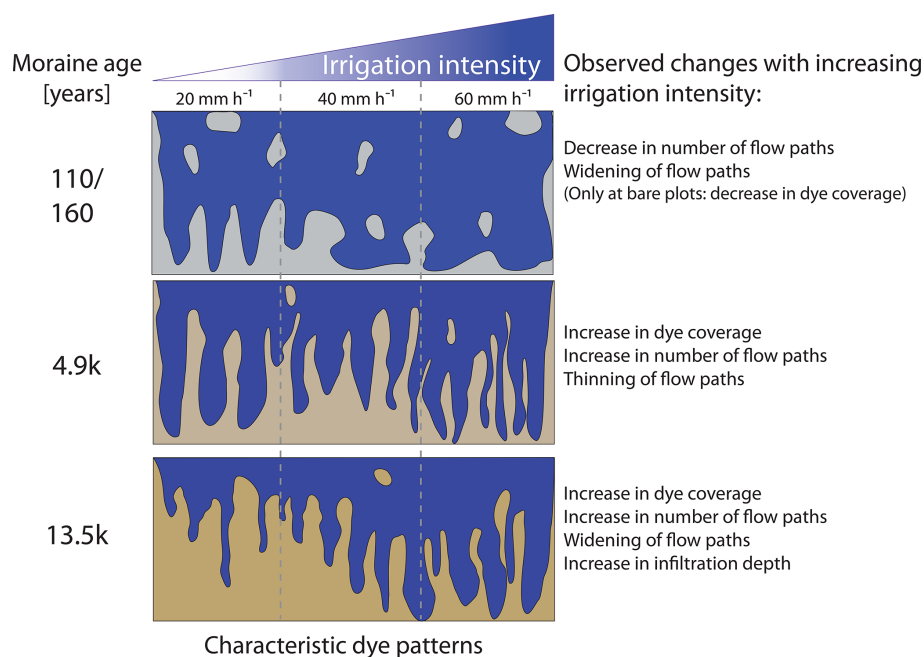 Irrigation intensity
Moraine age
[years]
20 mm h⁻¹
40 mm h⁻¹
60 mm h⁻¹
Observed changes with increasing
irrigation intensity:
110/
160
Decrease in number of flow paths
Widening of flow paths
(Only at bare plots: decrease in dye coverage)
4.9k
Increase in dye coverage
Increase in number of flow paths
Thinning of flow paths
13.5k
Increase in dye coverage
Increase in number of flow paths
Widening of flow paths
Increase in infiltration depth
Characteristic dye patterns